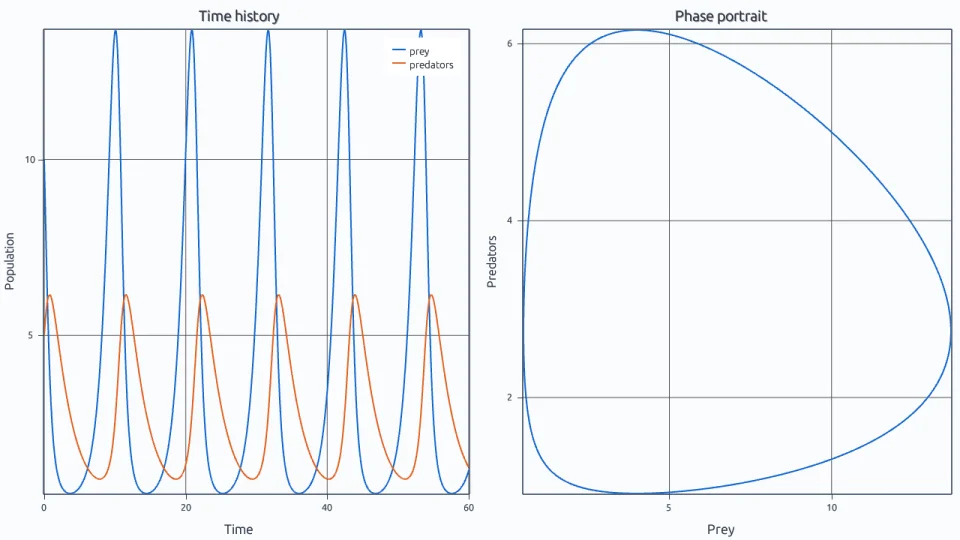 Time history
Population
10
5
prey
predators
0
20
40
60
Time
Phase portrait
Predators
6
4
2
5
10
Prey